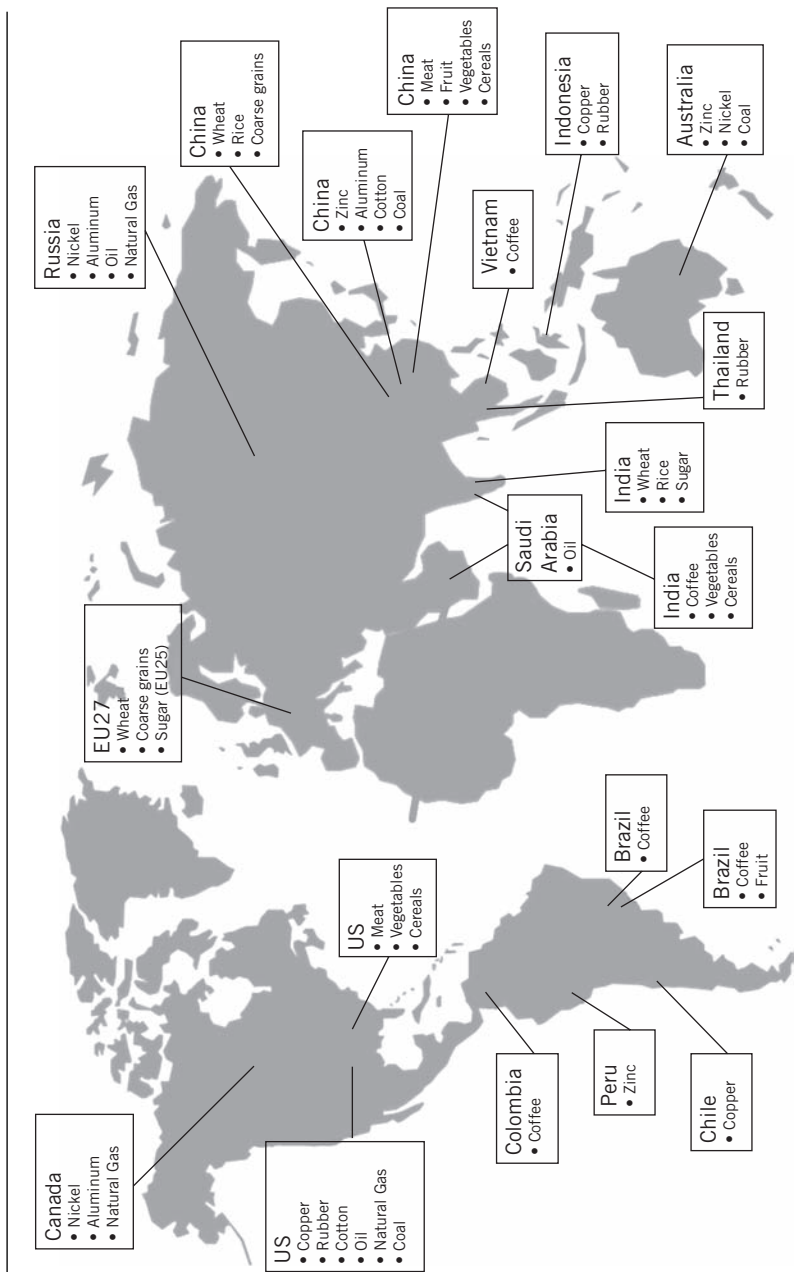 Canada
• Nickel
• Aluminum
• Natural Gas
US
• Copper
• Rubber
• Cotton
• Oil
• Natural Gas
• Coal
US
• Meat
• Vegetables
• Cereals
Colombia
• Coffee
Peru
• Zinc
Chile
• Copper
Brazil
• Coffee
Brazil
• Coffee
• Fruit
EU27
• Wheat
• Coarse grains
• Sugar (EU25)
Russia
• Nickel
• Aluminum
• Oil
• Natural Gas
China
• Wheat
• Rice
• Coarse grains
China
• Zinc
• Aluminum
• Cotton
• Coal
China
• Meat
• Fruit
• Vegetables
• Cereals
Saudi
Arabia
• Oil
India
• Coffee
• Vegetables
• Cereals
India
• Wheat
• Rice
• Sugar
Vietnam
• Coffee
Thailand
• Rubber
Indonesia
• Copper
• Rubber
Australia
• Zinc
• Nickel
• Coal